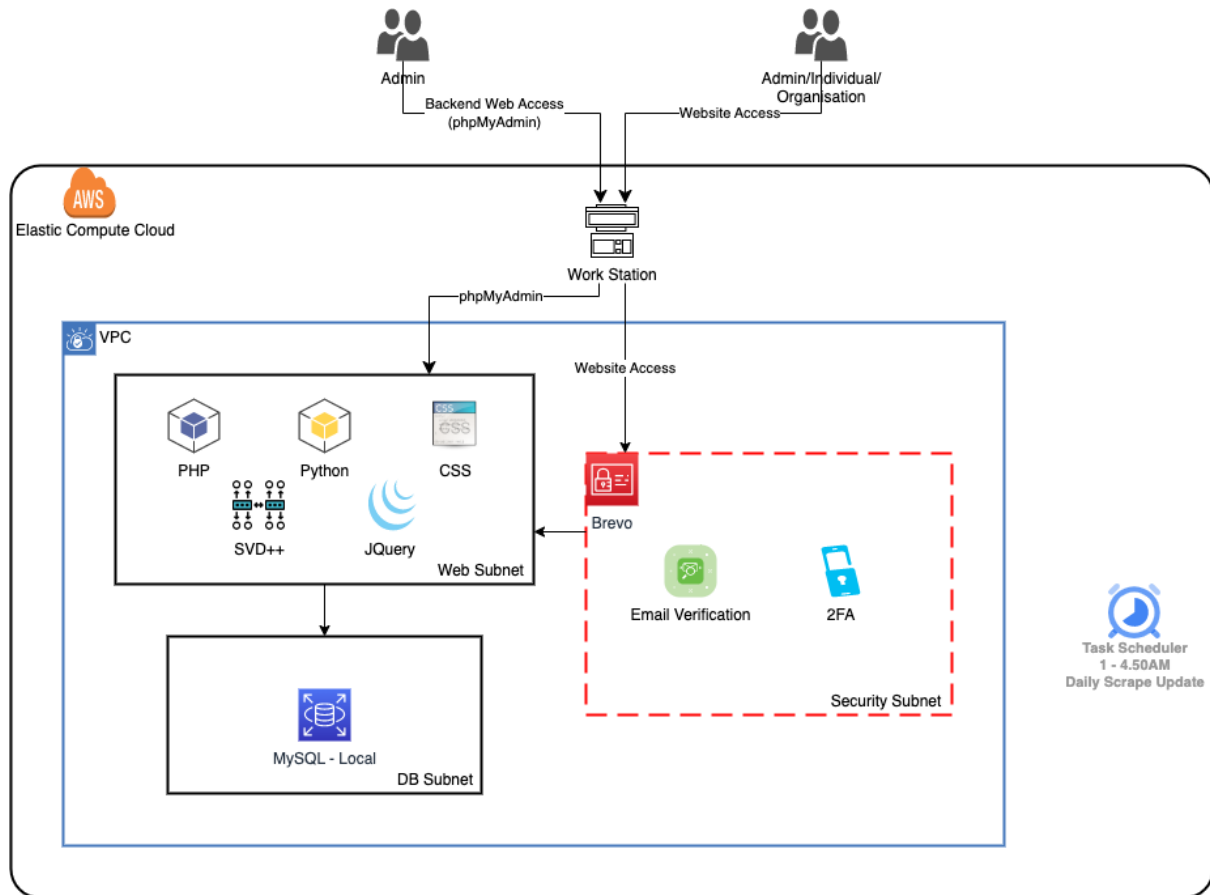 Admin
Admin/Individual/
Organisation
Backend Web Access
(phpMyAdmin)
Website Access
AWS
Elastic Compute Cloud
Work Station
phpMyAdmin
VPC
Website Access
CSS
CSS
PHP
Python
CSS
SVD++
JQuery
Web Subnet
Brevo
Email Verification
2FA
Security Subnet
Task Scheduler
1 - 4.50AM
Daily Scrape Update
MySQL - Local
DB Subnet